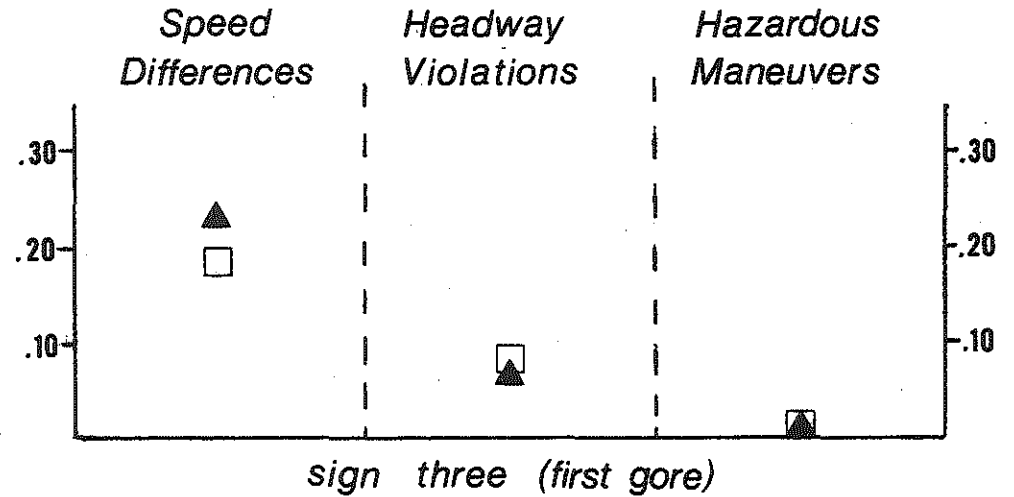 Speed Differences
Headway Violations
Hazardous Maneuvers
.30
.20
.10
.30
.20
.10
sign three (first gore)